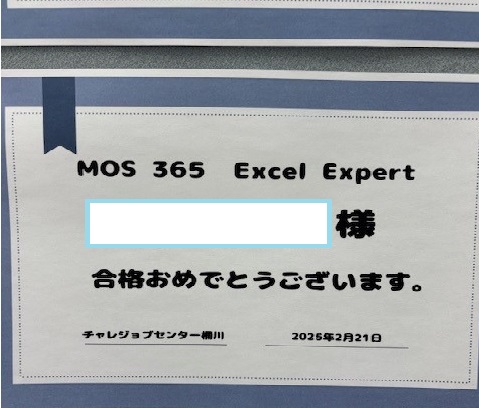 MOS 365 Excel Expert
様
合格おめでとうございます。
チャレジョブセンター桶川
2025年2月21日